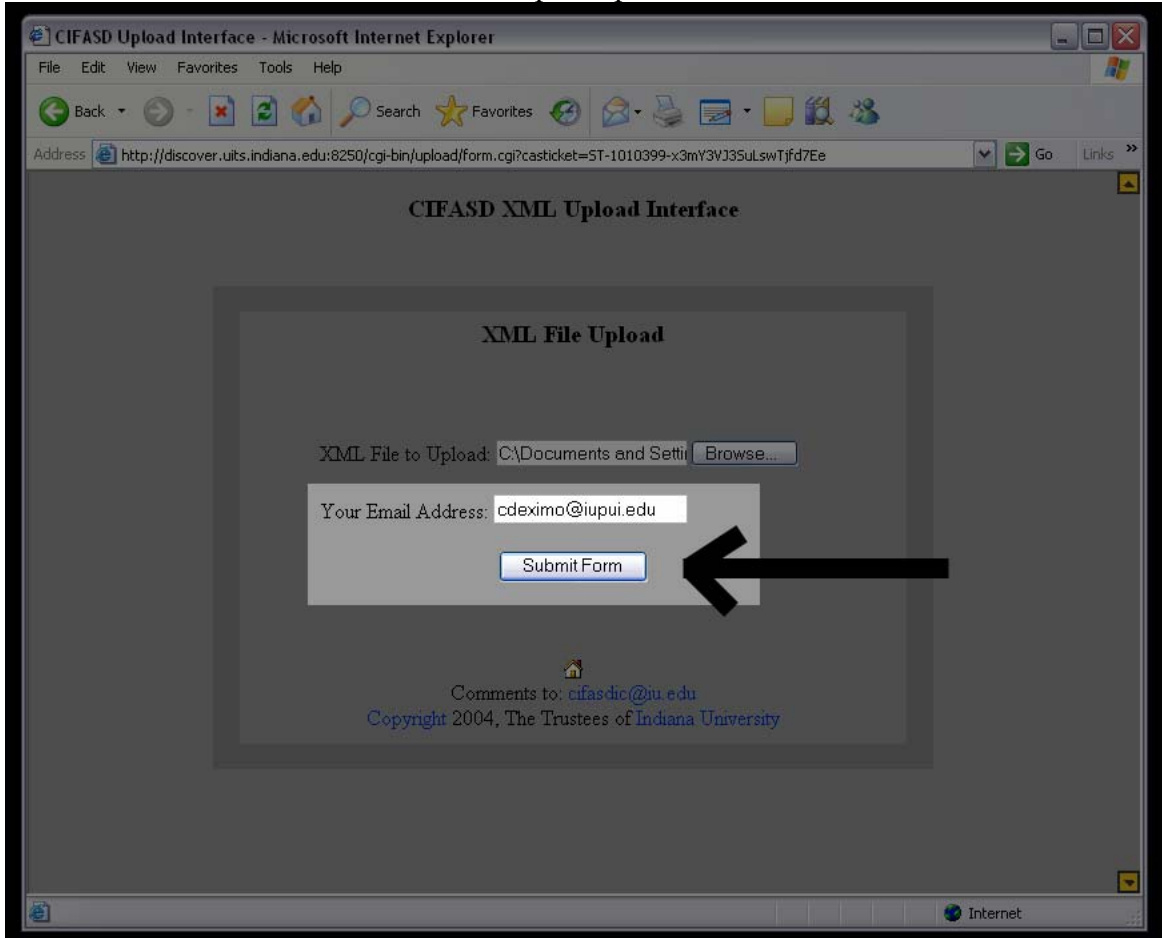 CIFASD Upload Interface - Microsoft Internet Explorer
File Edit View Favorites Tools Help
Back Search Favorites
Address http://discover.uits.indiana.edu:8250/cgi-bin/upload/form.cgi?casticket=ST-1010399-x3mY3VJ35uLswTjfd7Ee Go Links »
CIFASD XML Upload Interface
XML File Upload
XML File to Upload: C:\Documents and Settin Browse...
Your Email Address: cdeximo@iupui.edu
Submit Form
Comments to: cifasdic@iu.edu
Copyright 2004, The Trustees of Indiana University
Internet